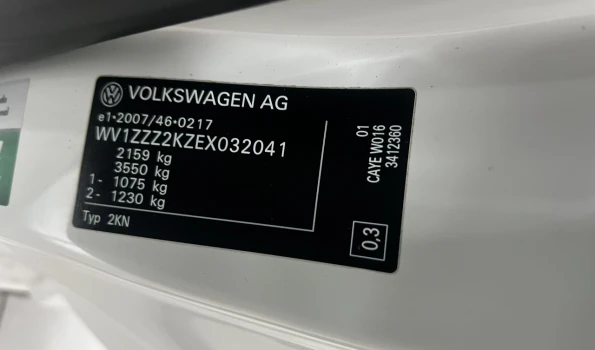 VOLKSWAGEN AG
e1*2007/46*0217
WV1ZZZ2KZEX032041
2159 kg
3550 kg
1- 1075 kg
2- 1230 kg
Typ 2KN
01
CAYE W016
3412360
0,3